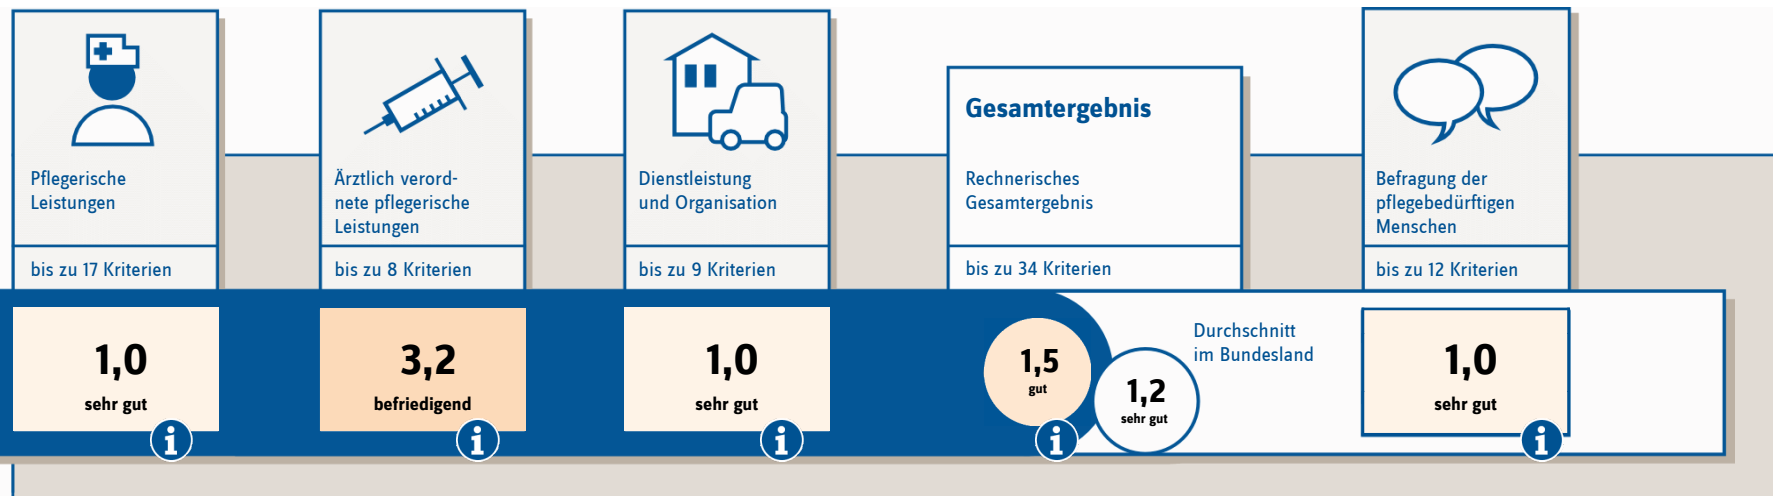 Pflegerische
Leistungen
bis zu 17 Kriterien
1,0
sehr gut
i
Ärztlich verord-
nete pflegerische
Leistungen
bis zu 8 Kriterien
3,2
befriedigend
i
Dienstleistung
und Organisation
bis zu 9 Kriterien
1,0
sehr gut
i
Gesamtergebnis
Rechnerisches
Gesamtergebnis
bis zu 34 Kriterien
1,5
gut
i
1,2
sehr gut
Durchschnitt
im Bundesland
Befragung der
pflegebedürftigen
Menschen
bis zu 12 Kriterien
1,0
sehr gut
i